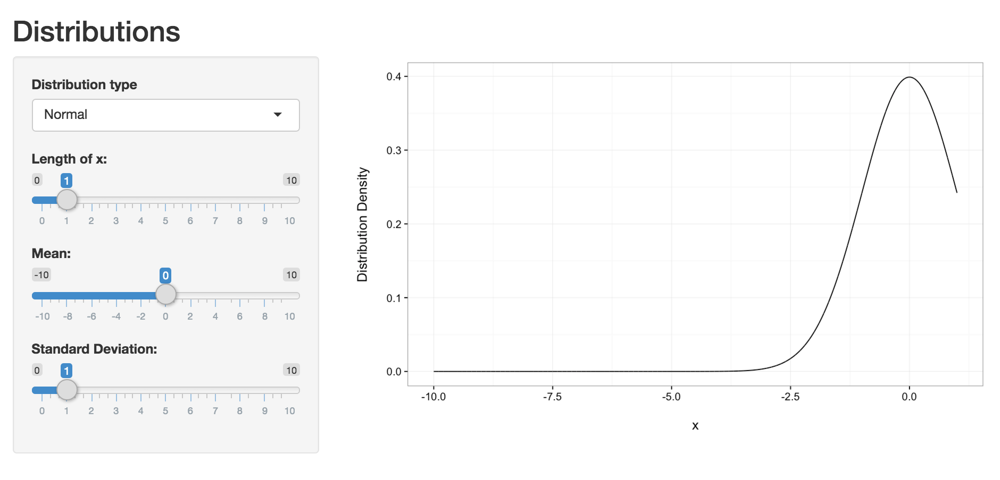 Distributions
Distribution type
Normal
Length of x:
0 1 10
0 1 2 3 4 5 6 7 8 9 10
Mean:
-10 0 10
-10 -8 -6 -4 -2 0 2 4 6 8 10
Standard Deviation:
0 1 10
0 1 2 3 4 5 6 7 8 9 10
Distribution Density
0.4
0.3
0.2
0.1
0.0
-10.0 -7.5 -5.0 -2.5 0.0
x